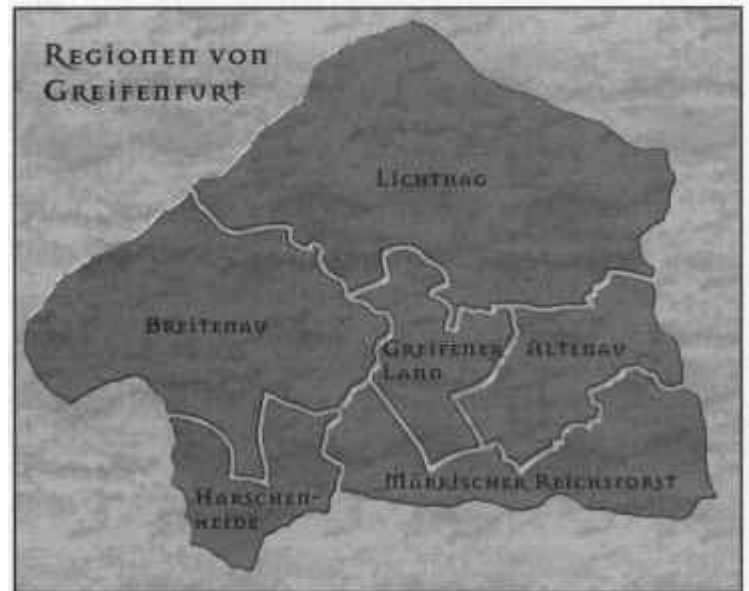 Regionen von
Greifenfurt
Lichthag
Breitenau
Greifener
Land
Altenau
Märkischer Reichsforst
Harschen-
heide